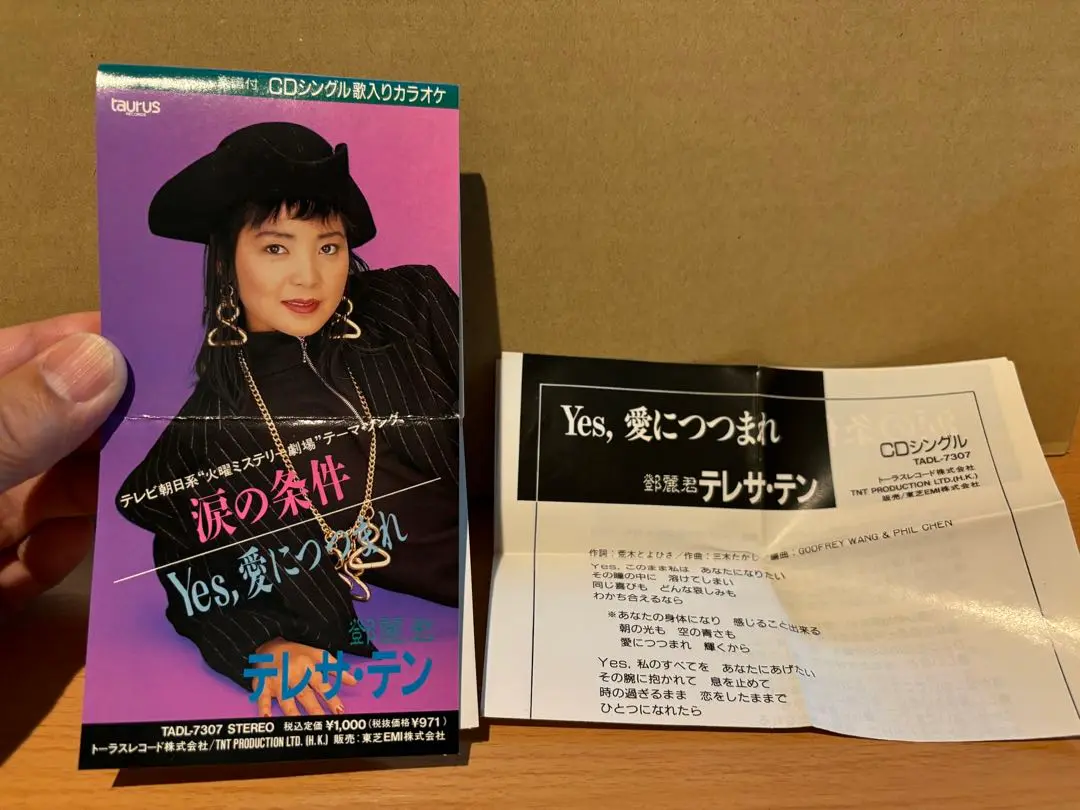 楽譜付 CDシングル歌入りカラオケ
taurus
RECORDS
テレビ朝日系"火曜ミステリー劇場"テーマ・ソング
涙の条件
Yes, 愛につつまれ
鄧麗君
テレサ・テン
TADL-7307 STEREO 税込定価 ¥1,000 (税抜価格 ¥971)
トーラスレコード株式会社/TNT PRODUCTION LTD. (H.K.) 販売:東芝EMI株式会社
Yes, 愛につつまれ
鄧麗君 テレサ・テン
CDシングル
TADL-7307
トーラスレコード株式会社
TNT PRODUCTION LTD.(H.K.)
販売/東芝EMI株式会社
作詞:荒木とよひさ/作曲:三木たかし 編曲:GODFREY WANG & PHIL CHEN
Yes, このまま私は あなたになりたい
その瞳の中に 溶けてしまい
同じ喜びも どんな哀しみも
わかち合えるなら
※あなたの身体になり 感じること出来る
朝の光も 空の青さも
愛につつまれ 輝くから
Yes, 私のすべてを あなたにあげたい
その腕に抱かれて 息を止めて
時の過ぎるまま 恋をしたままで
ひとつになれたら